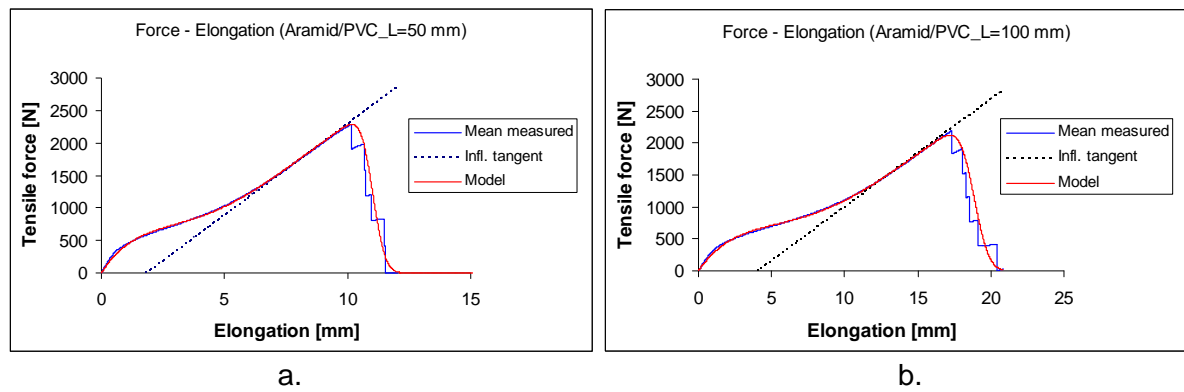 Force - Elongation (Aramid/PVC_L=50 mm)
Tensile force [N]
3000
2500
2000
1500
1000
500
0
0 5 10 15
Elongation [mm]
Mean measured
Infl. tangent
Model
a.
Force - Elongation (Aramid/PVC_L=100 mm)
Tensile force [N]
3000
2500
2000
1500
1000
500
0
0 5 10 15 20 25
Elongation [mm]
Mean measured
Infl. tangent
Model
b.